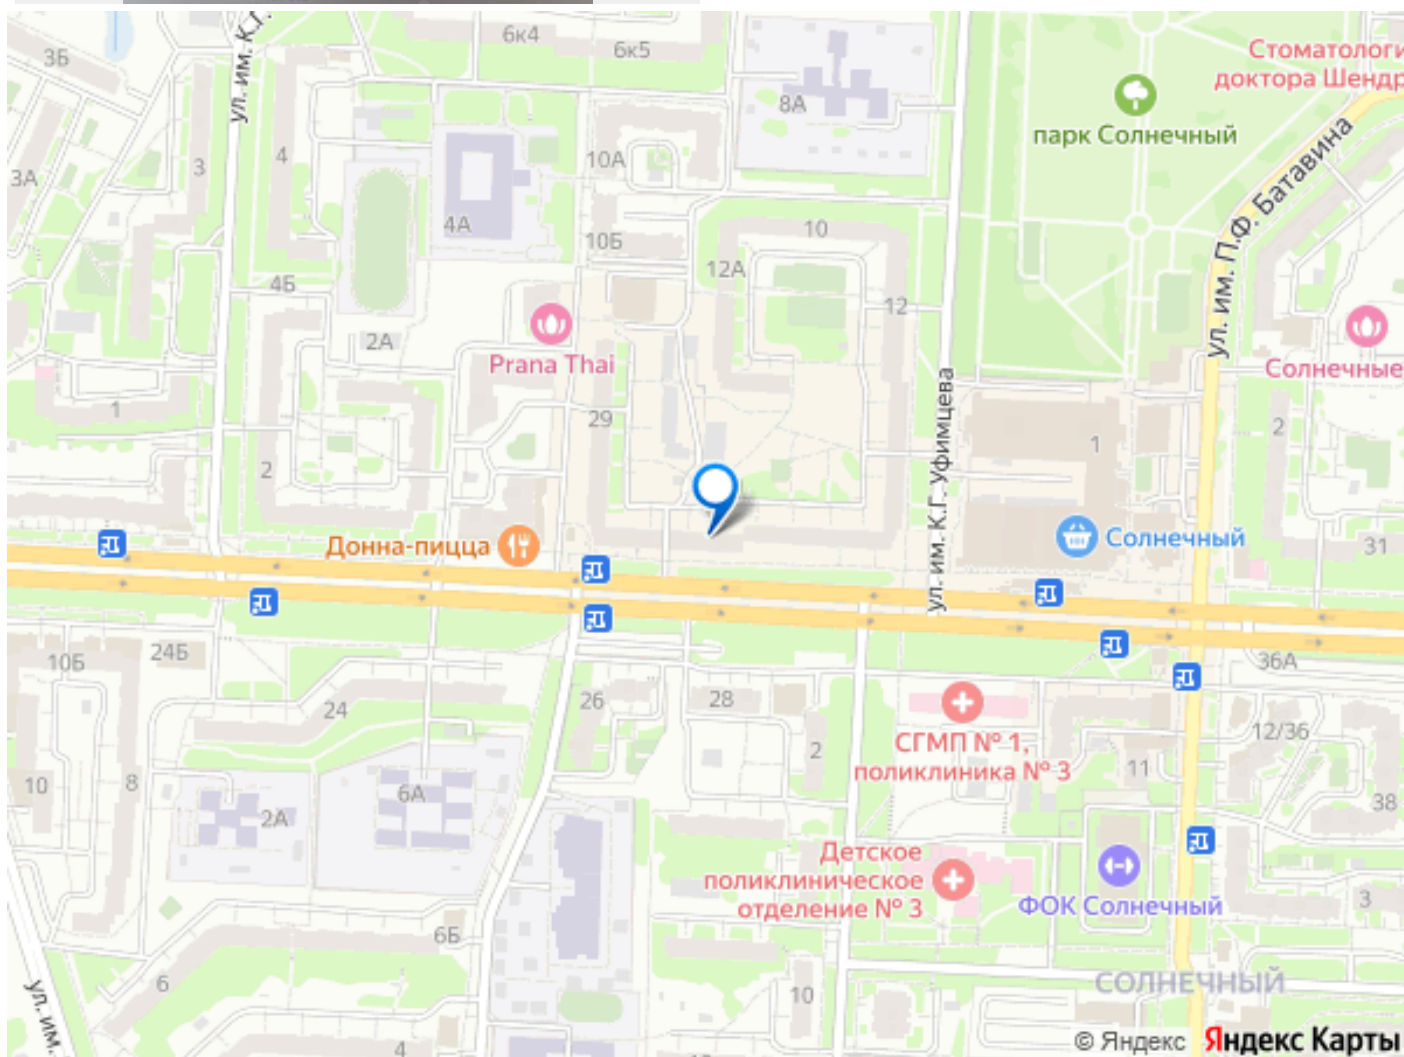 3Б
ул. им. К.Г.
6к4
6к5
8А
Стоматологи
доктора Шендр
парк Солнечный
ул. им. П.Ф. Батавина
3А
3
4
10А
4А
10Б
10
12А
4Б
12
2А
Prana Thai
Солнечные
1
29
2
ул. им. К.Г. Уфимцева
1
2
Донна-пицца
Солнечный
31
10Б
24Б
36А
24
26
28
2
СГМП № 1,
поликлиника № 3
11
12/36
10
8
2А
6А
38
Детское
поликлиническое
отделение № 3
ФОК Солнечный
3
6Б
6
10
СОЛНЕЧНЫЙ
ул. им.
4
© Яндекс Яндекс Карты